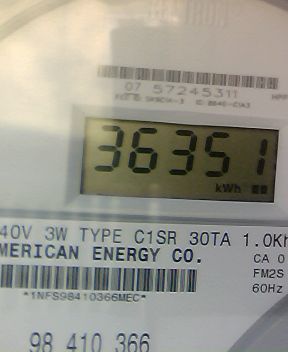 07 57245311
36351
kWh
40V 3W TYPE C1SR 30TA 1.0Kh
MERICAN ENERGY CO.
CA 0
FM2S
60Hz
*1NFS98410366MEC*
98 410 366